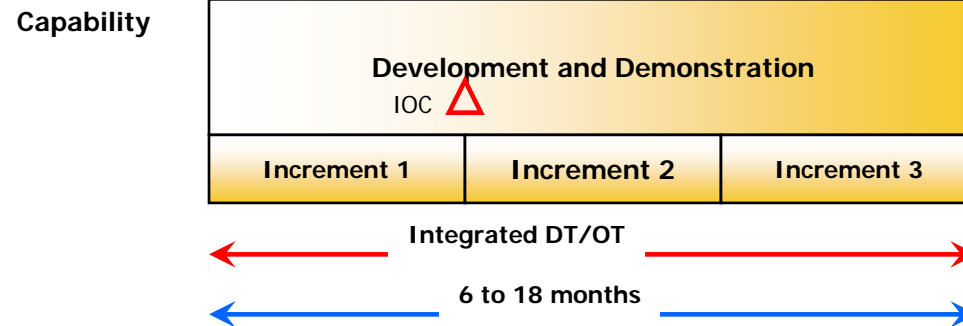 Capability
Development and Demonstration
IOC
Increment 1 Increment 2 Increment 3
Integrated DT/OT
6 to 18 months